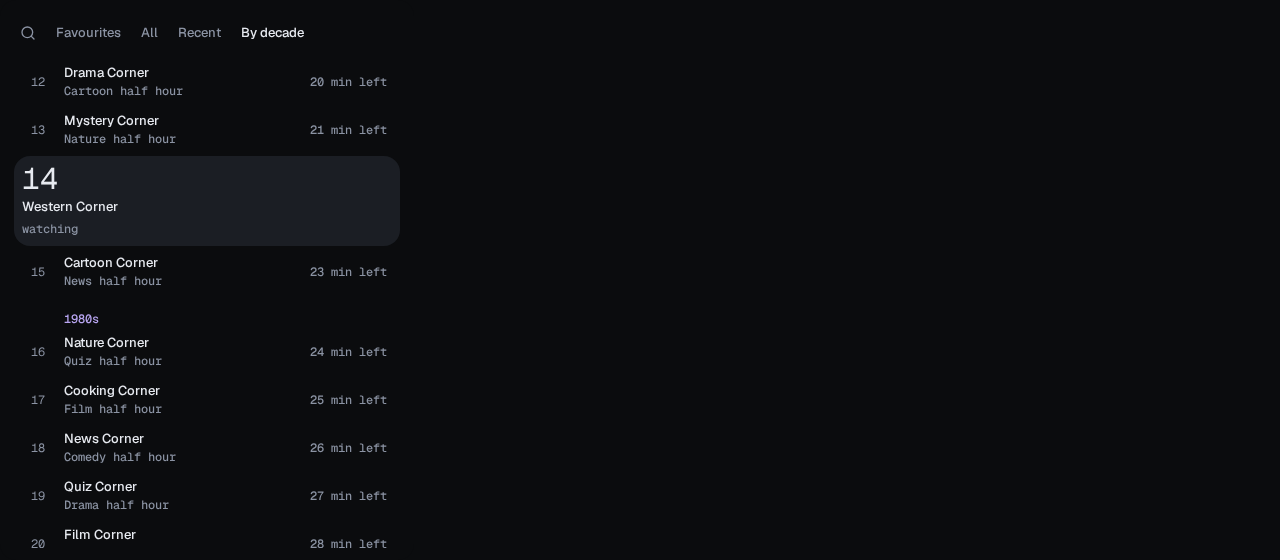 Favourites All Recent By decade
12 Drama Corner 20 min left
Cartoon half hour
13 Mystery Corner 21 min left
Nature half hour
14
Western Corner
watching
15 Cartoon Corner 23 min left
News half hour
1980s
16 Nature Corner 24 min left
Quiz half hour
17 Cooking Corner 25 min left
Film half hour
18 News Corner 26 min left
Comedy half hour
19 Quiz Corner 27 min left
Drama half hour
20 Film Corner 28 min left